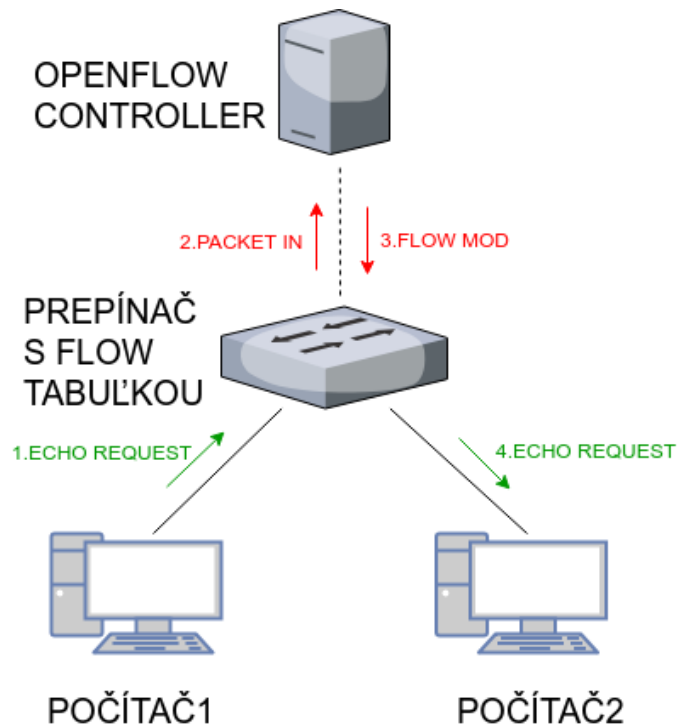 OPENFLOW
CONTROLLER
2.PACKET IN
3.FLOW MOD
PREPÍNAČ
S FLOW
TABUĽKOU
1.ECHO REQUEST
4.ECHO REQUEST
POČÍTAČ1
POČÍTAČ2